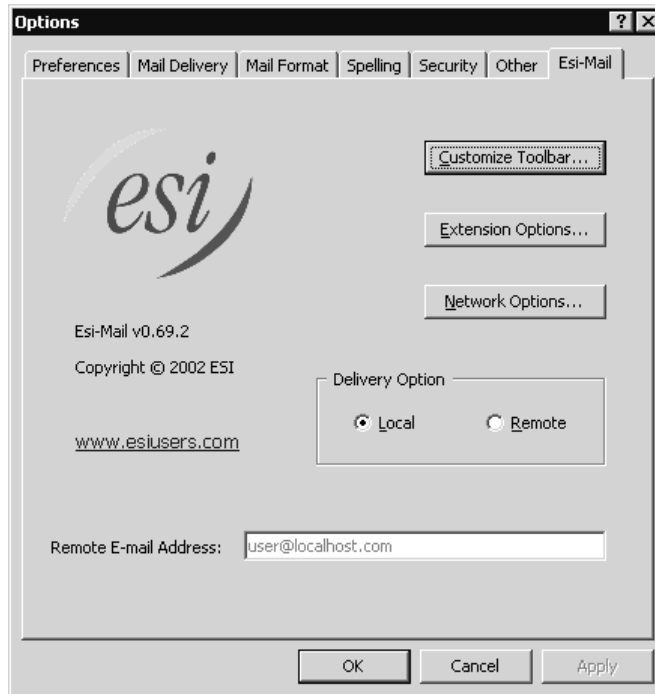 Options
Preferences Mail Delivery Mail Format Spelling Security Other Esi-Mail
esi
Customize Toolbar...
Extension Options...
Network Options...
Esi-Mail v0.69.2
Copyright © 2002 ESI
www.esiusers.com
Delivery Option
Local Remote
Remote E-mail Address: user@localhost.com
OK Cancel Apply